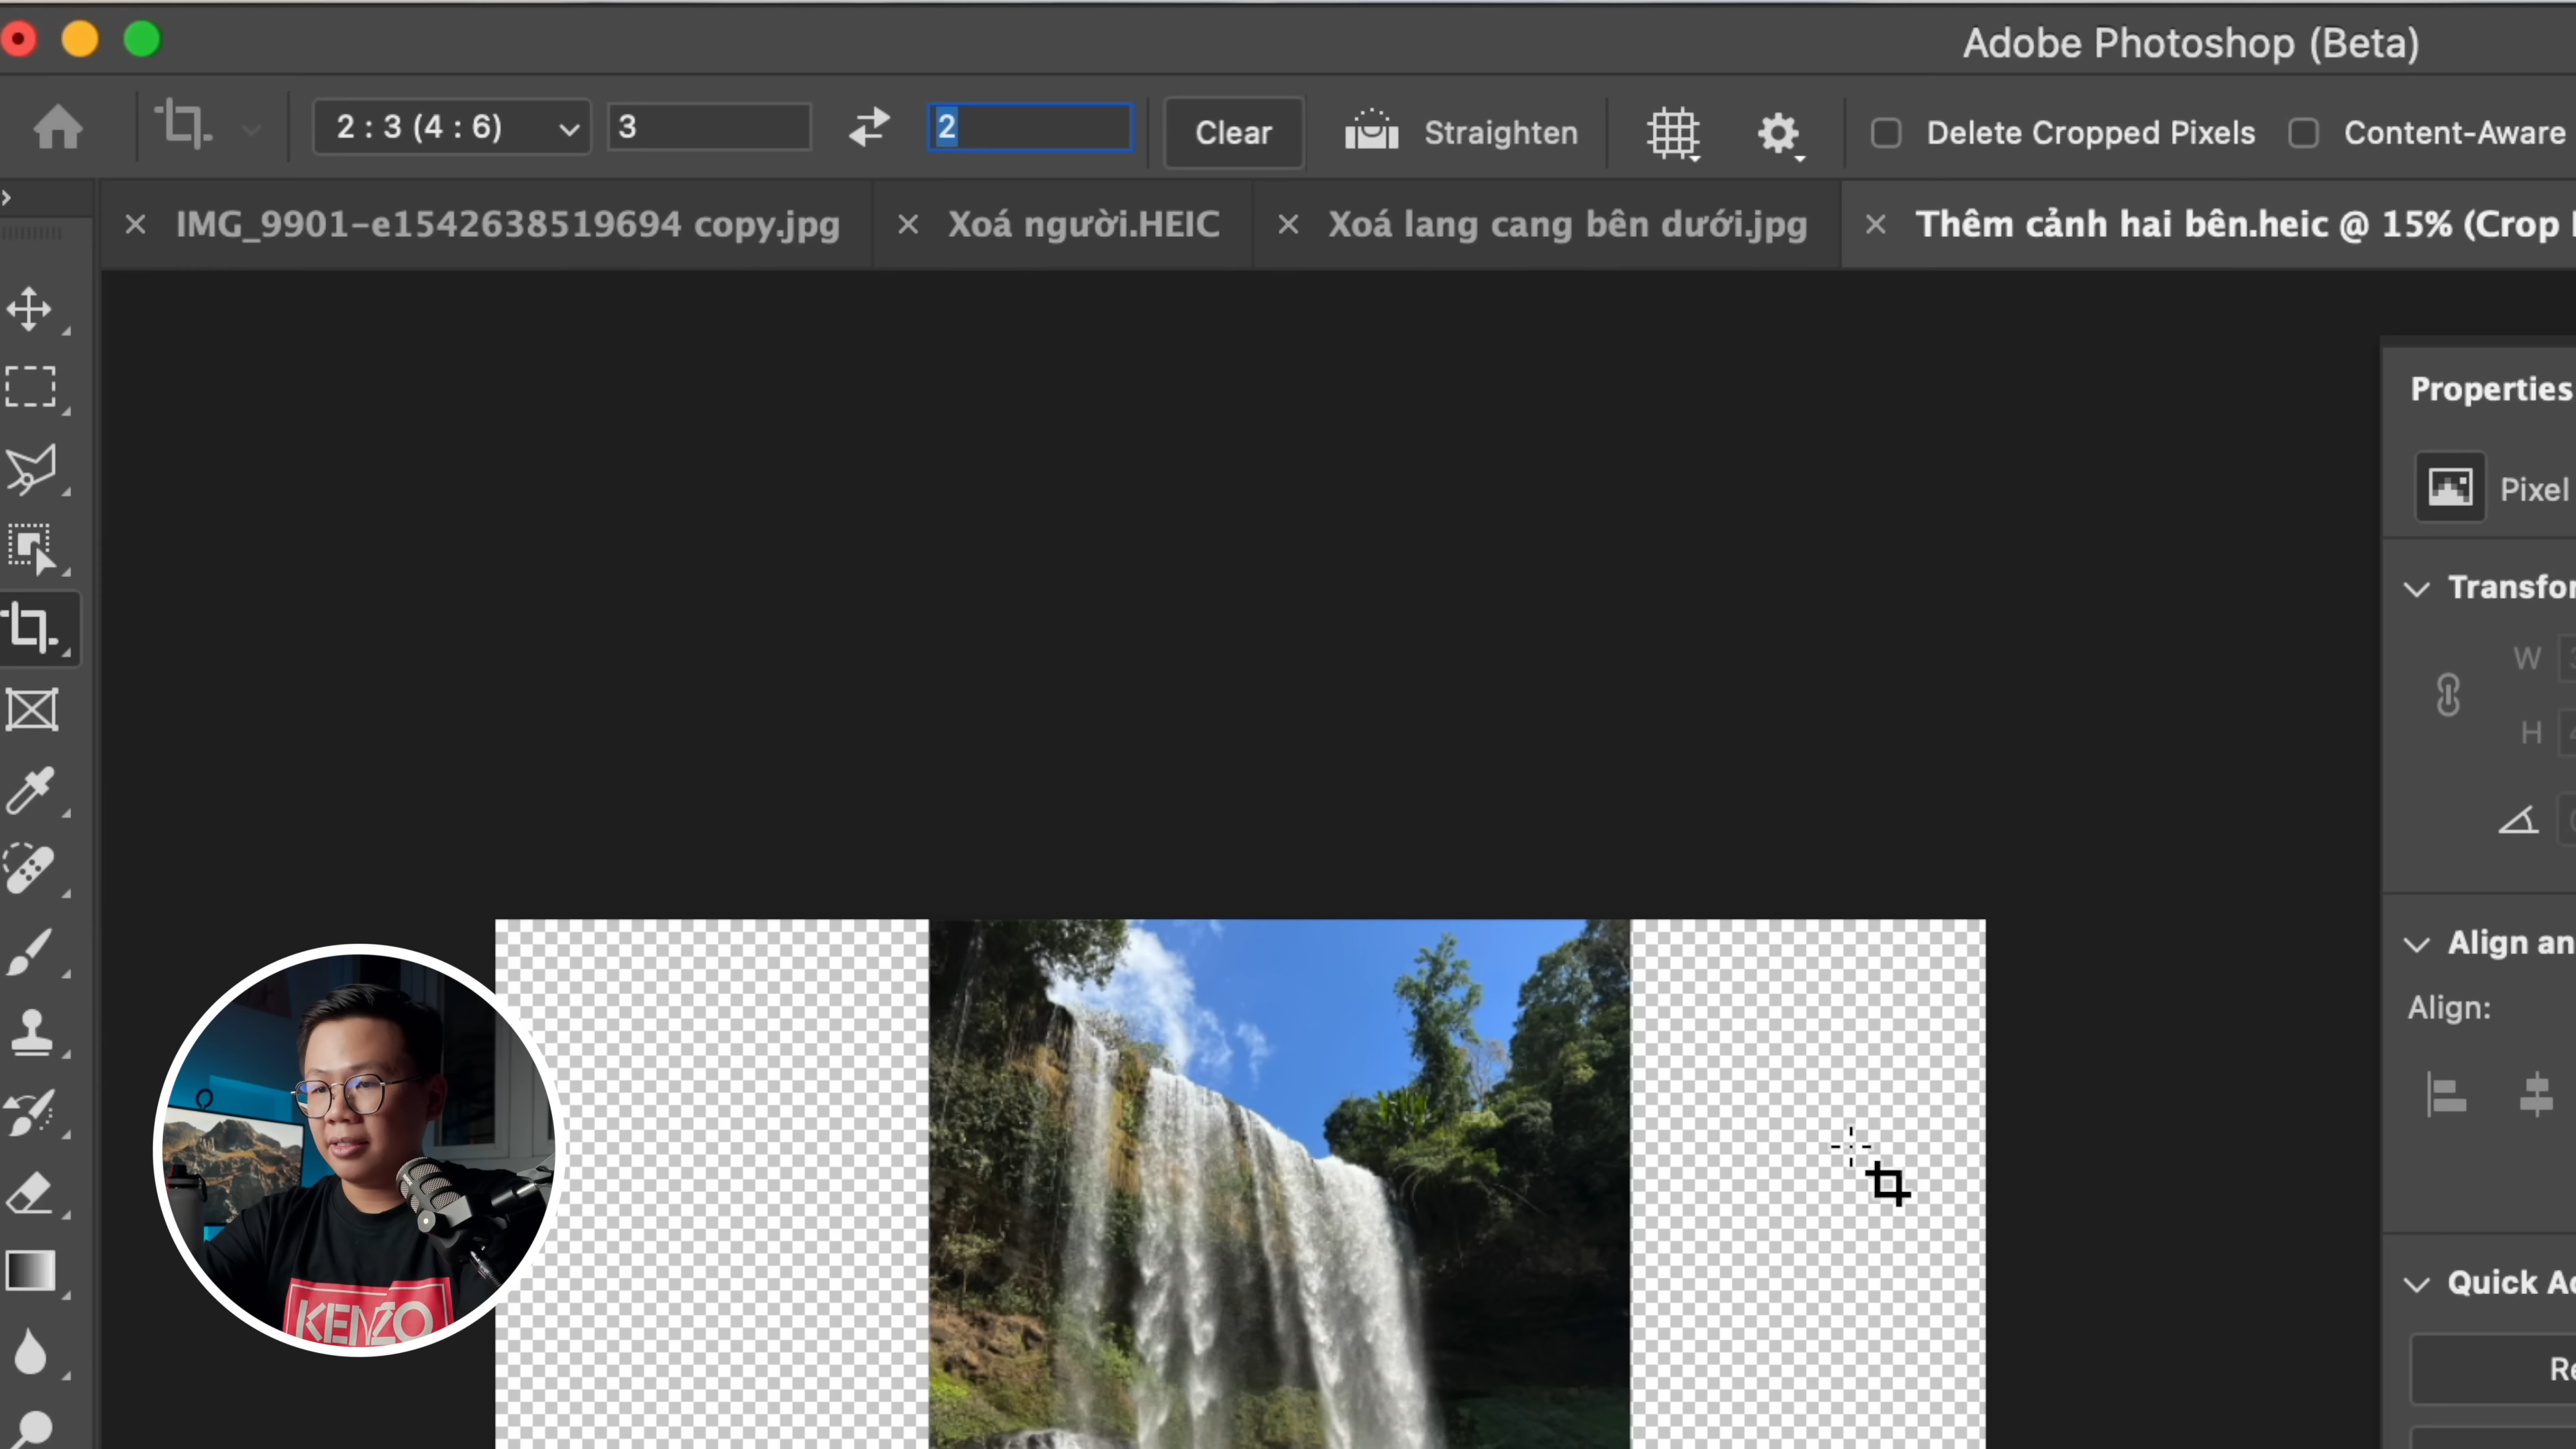 Adobe Photoshop (Beta)
2 : 3 (4 : 6)
3
2
Clear
Straighten
Delete Cropped Pixels
Content-Aware
IMG_9901-e1542638519694 copy.jpg
Xoá người.HEIC
Xoá lang cang bên dưới.jpg
Thêm cảnh hai bên.heic @ 15% (Crop
Properties
Pixel
Transfor
W
H
Align an
Align:
Quick Ac
Re
KENZO